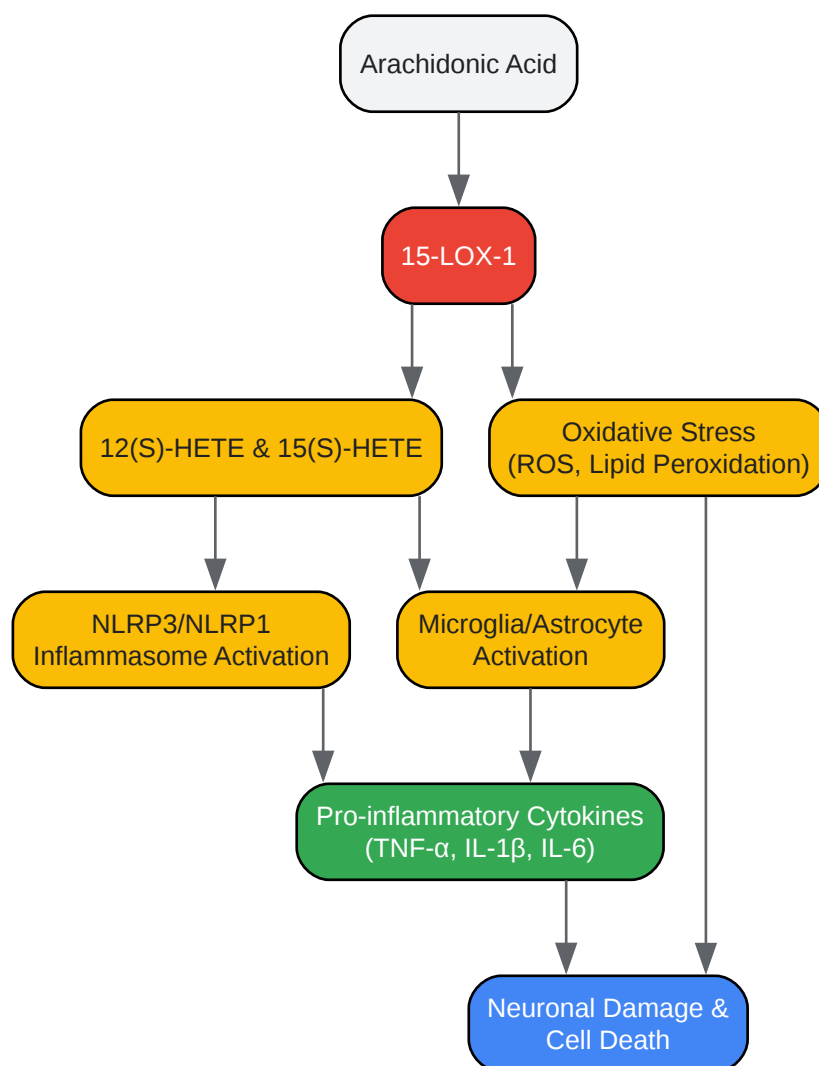 Arachidonic Acid
15-LOX-1
12(S)-HETE & 15(S)-HETE
Oxidative Stress
(ROS, Lipid Peroxidation)
NLRP3/NLRP1
Inflammasome Activation
Microglia/Astrocyte
Activation
Pro-inflammatory Cytokines
(TNF-α, IL-1β, IL-6)
Neuronal Damage &
Cell Death